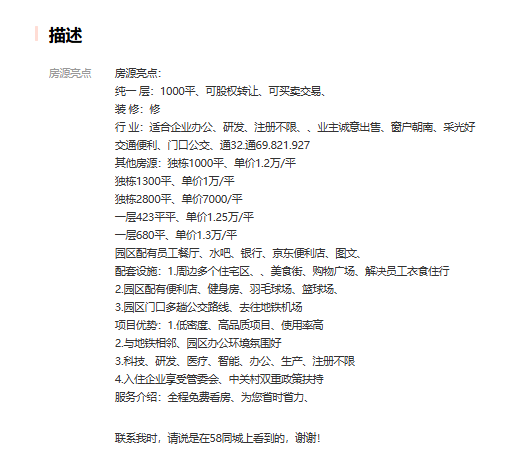 描述
房源亮点
房源亮点：
纯一 层：1000平、可股权转让、可买卖交易、
装 修：修
行 业：适合企业办公、研发、注册不限、、业主诚意出售、窗户朝南、采光好
交通便利、门口公交、通32.通69.821.927
其他房源：独栋1000平、单价1.2万/平
独栋1300平、单价1万/平
独栋2800平、单价7000/平
一层423平平、单价1.25万/平
一层680平、单价1.3万/平
园区配有员工餐厅、水吧、银行、京东便利店、图文、
配套设施：1.周边多个住宅区、、美食街、购物广场、解决员工衣食住行
2.园区配有便利店、健身房、羽毛球场、篮球场、
3.园区门口多趟公交路线、去往地铁机场
项目优势：1.低密度、高品质项目、使用率高
2.与地铁相邻、园区办公环境氛围好
3.科技、研发、医疗、智能、办公、生产、注册不限
4.入住企业享受管委会、中关村双重政策扶持
服务介绍：全程免费看房、为您省时省力、
联系我时，请说是在58同城上看到的，谢谢！